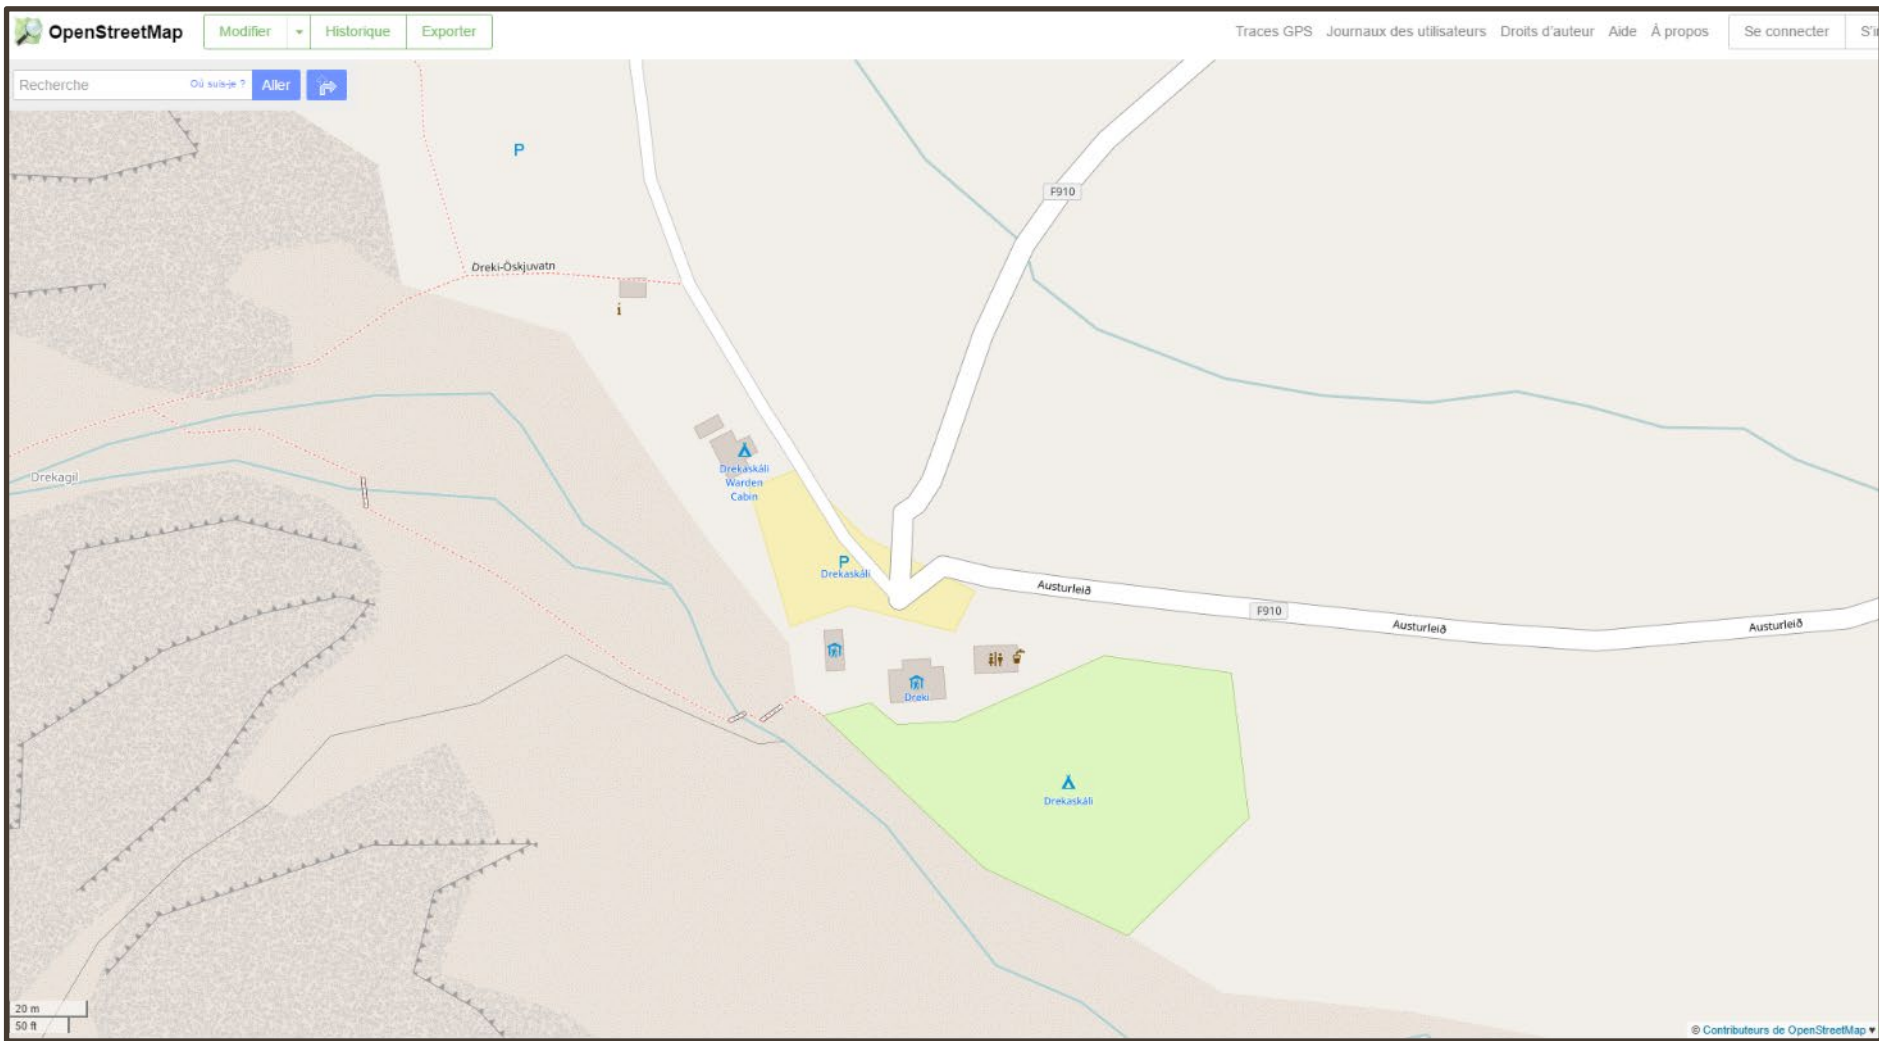 OpenStreetMap Modifier Historique Exporter Traces GPS Journaux des utilisateurs Droits d'auteur Aide À propos Se connecter S'i
Recherche Où suis-je ? Aller
P
F910
Dreki-Öskjuvatn
i
Drekaskáli
Warden
Cabin
Drekagil
P
Drekaskáli
Austurleið
F910
Austurleið
Austurleið
Dreki
Drekaskáli
20 m
50 ft
© Contributeurs de OpenStreetMap ♥